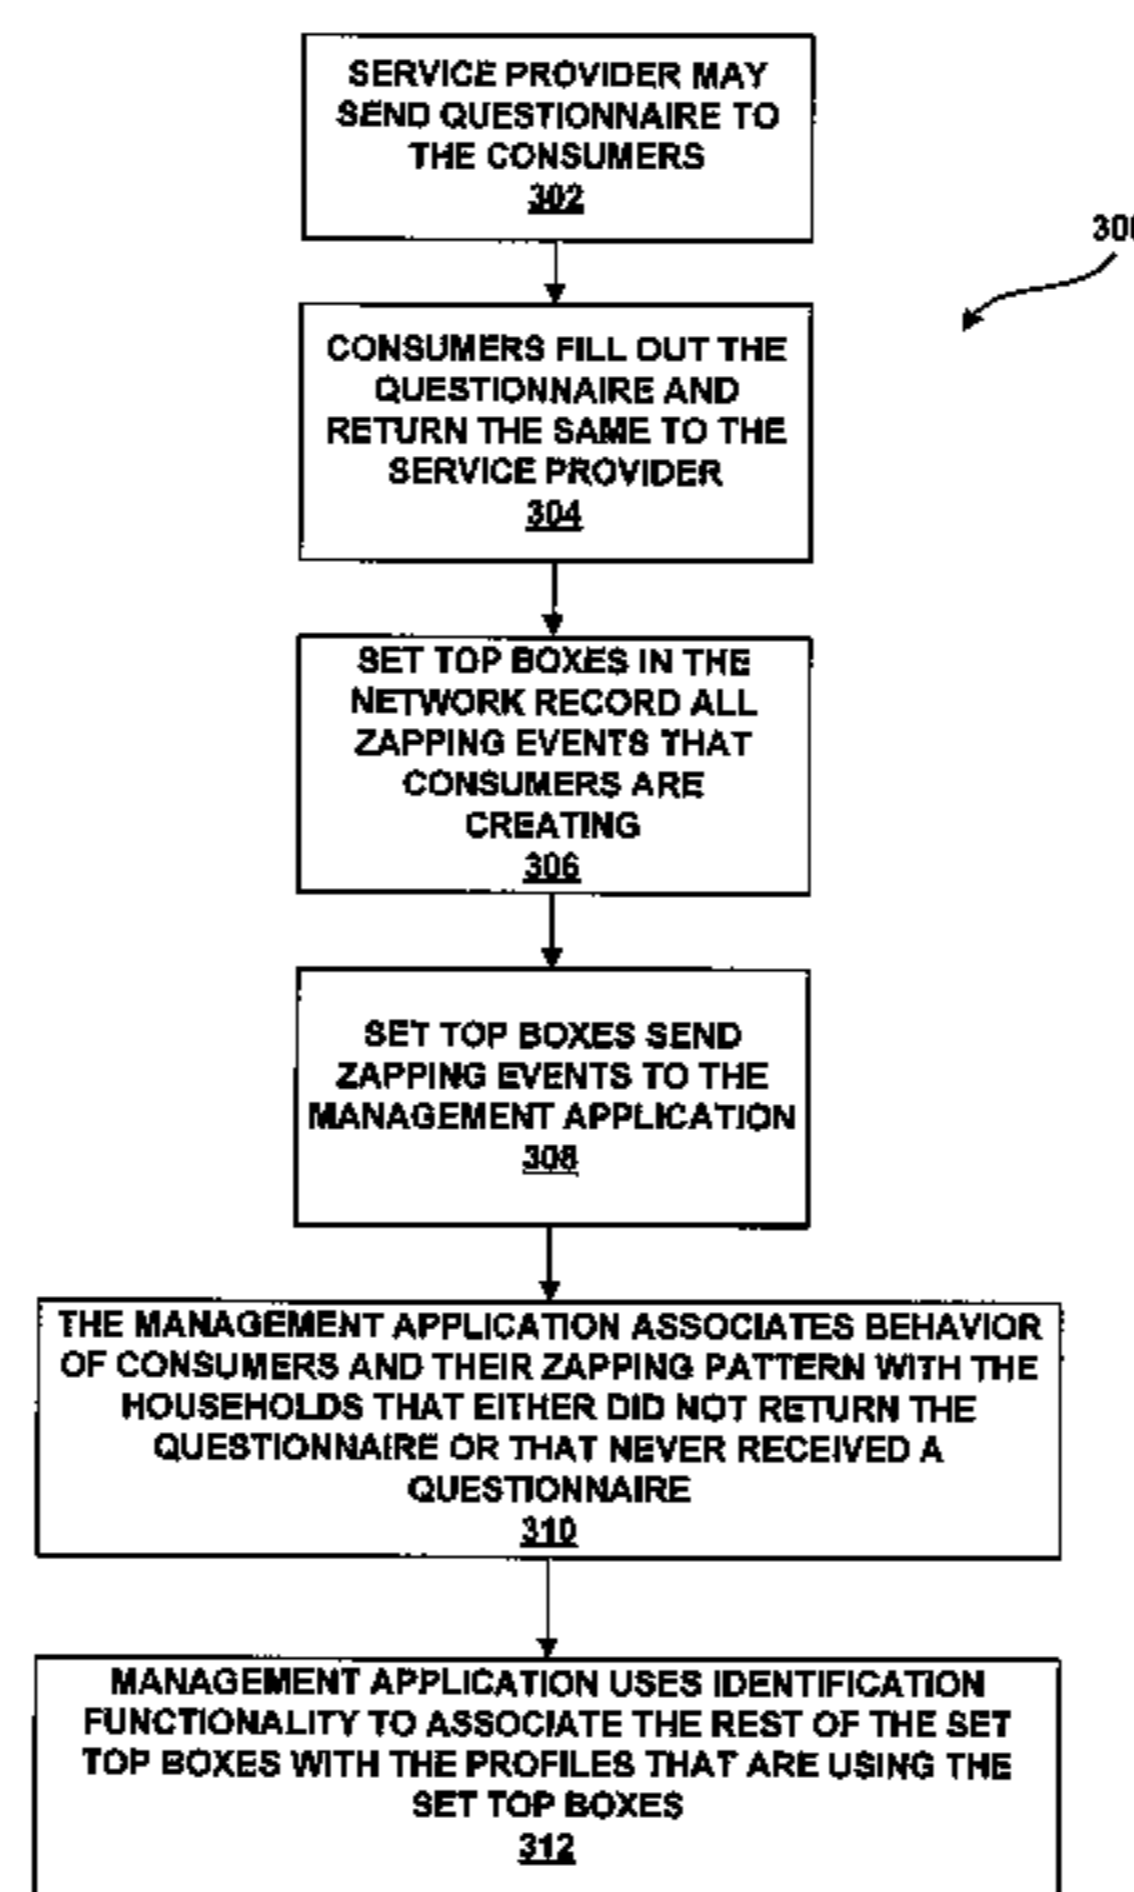 SERVICE PROVIDER MAY
SEND QUESTIONNAIRE TO
THE CONSUMERS
302
CONSUMERS FILL OUT THE
QUESTIONNAIRE AND
RETURN THE SAME TO THE
SERVICE PROVIDER
304
SET TOP BOXES IN THE
NETWORK RECORD ALL
ZAPPING EVENTS THAT
CONSUMERS ARE
CREATING
306
SET TOP BOXES SEND
ZAPPING EVENTS TO THE
MANAGEMENT APPLICATION
308
THE MANAGEMENT APPLICATION ASSOCIATES BEHAVIOR
OF CONSUMERS AND THEIR ZAPPING PATTERN WITH THE
HOUSEHOLDS THAT EITHER DID NOT RETURN THE
QUESTIONNAIRE OR THAT NEVER RECEIVED A
QUESTIONNAIRE
310
MANAGEMENT APPLICATION USES IDENTIFICATION
FUNCTIONALITY TO ASSOCIATE THE REST OF THE SET
TOP BOXES WITH THE PROFILES THAT ARE USING THE
SET TOP BOXES
312